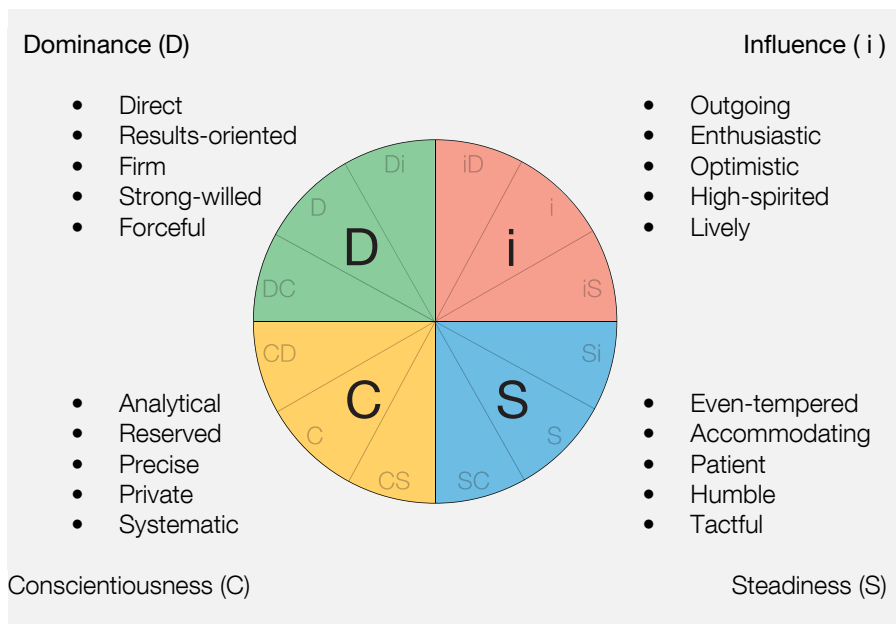 Dominance (D)
Influence ( i )
• Direct
• Results-oriented
• Firm
• Strong-willed
• Forceful
• Outgoing
• Enthusiastic
• Optimistic
• High-spirited
• Lively
Di
iD
D
i
D
i
DC
iS
CD
Si
C
S
C
S
CS
SC
• Analytical
• Reserved
• Precise
• Private
• Systematic
• Even-tempered
• Accommodating
• Patient
• Humble
• Tactful
Conscientiousness (C)
Steadiness (S)